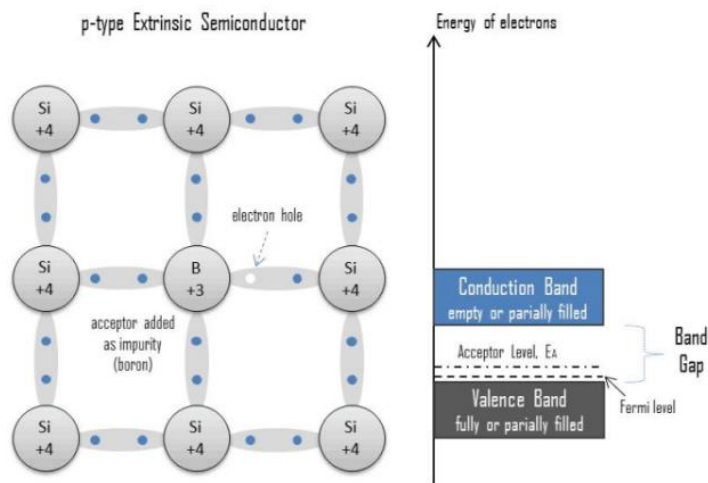 p-type Extrinsic Semiconductor
Si
+4
Si
+4
Si
+4
electron hole
Si
+4
B
+3
Si
+4
acceptor added
as impurity
(boron)
Si
+4
Si
+4
Si
+4
Energy of electrons
Conduction Band
empty or parially filled
Band
Gap
Acceptor Level, EA
Valence Band
fully or partially filled
Fermi level